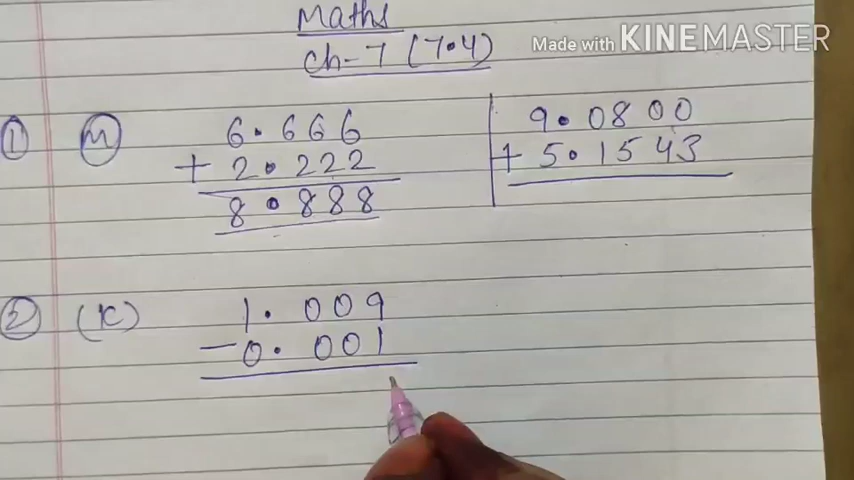 Maths
Ch-7 (7.4)
Made with KINEMASTER
① Ⓜ 6.666
+ 2.222
8.888
9.0800
+ 5.1543
② (K) 1.009
- 0.001